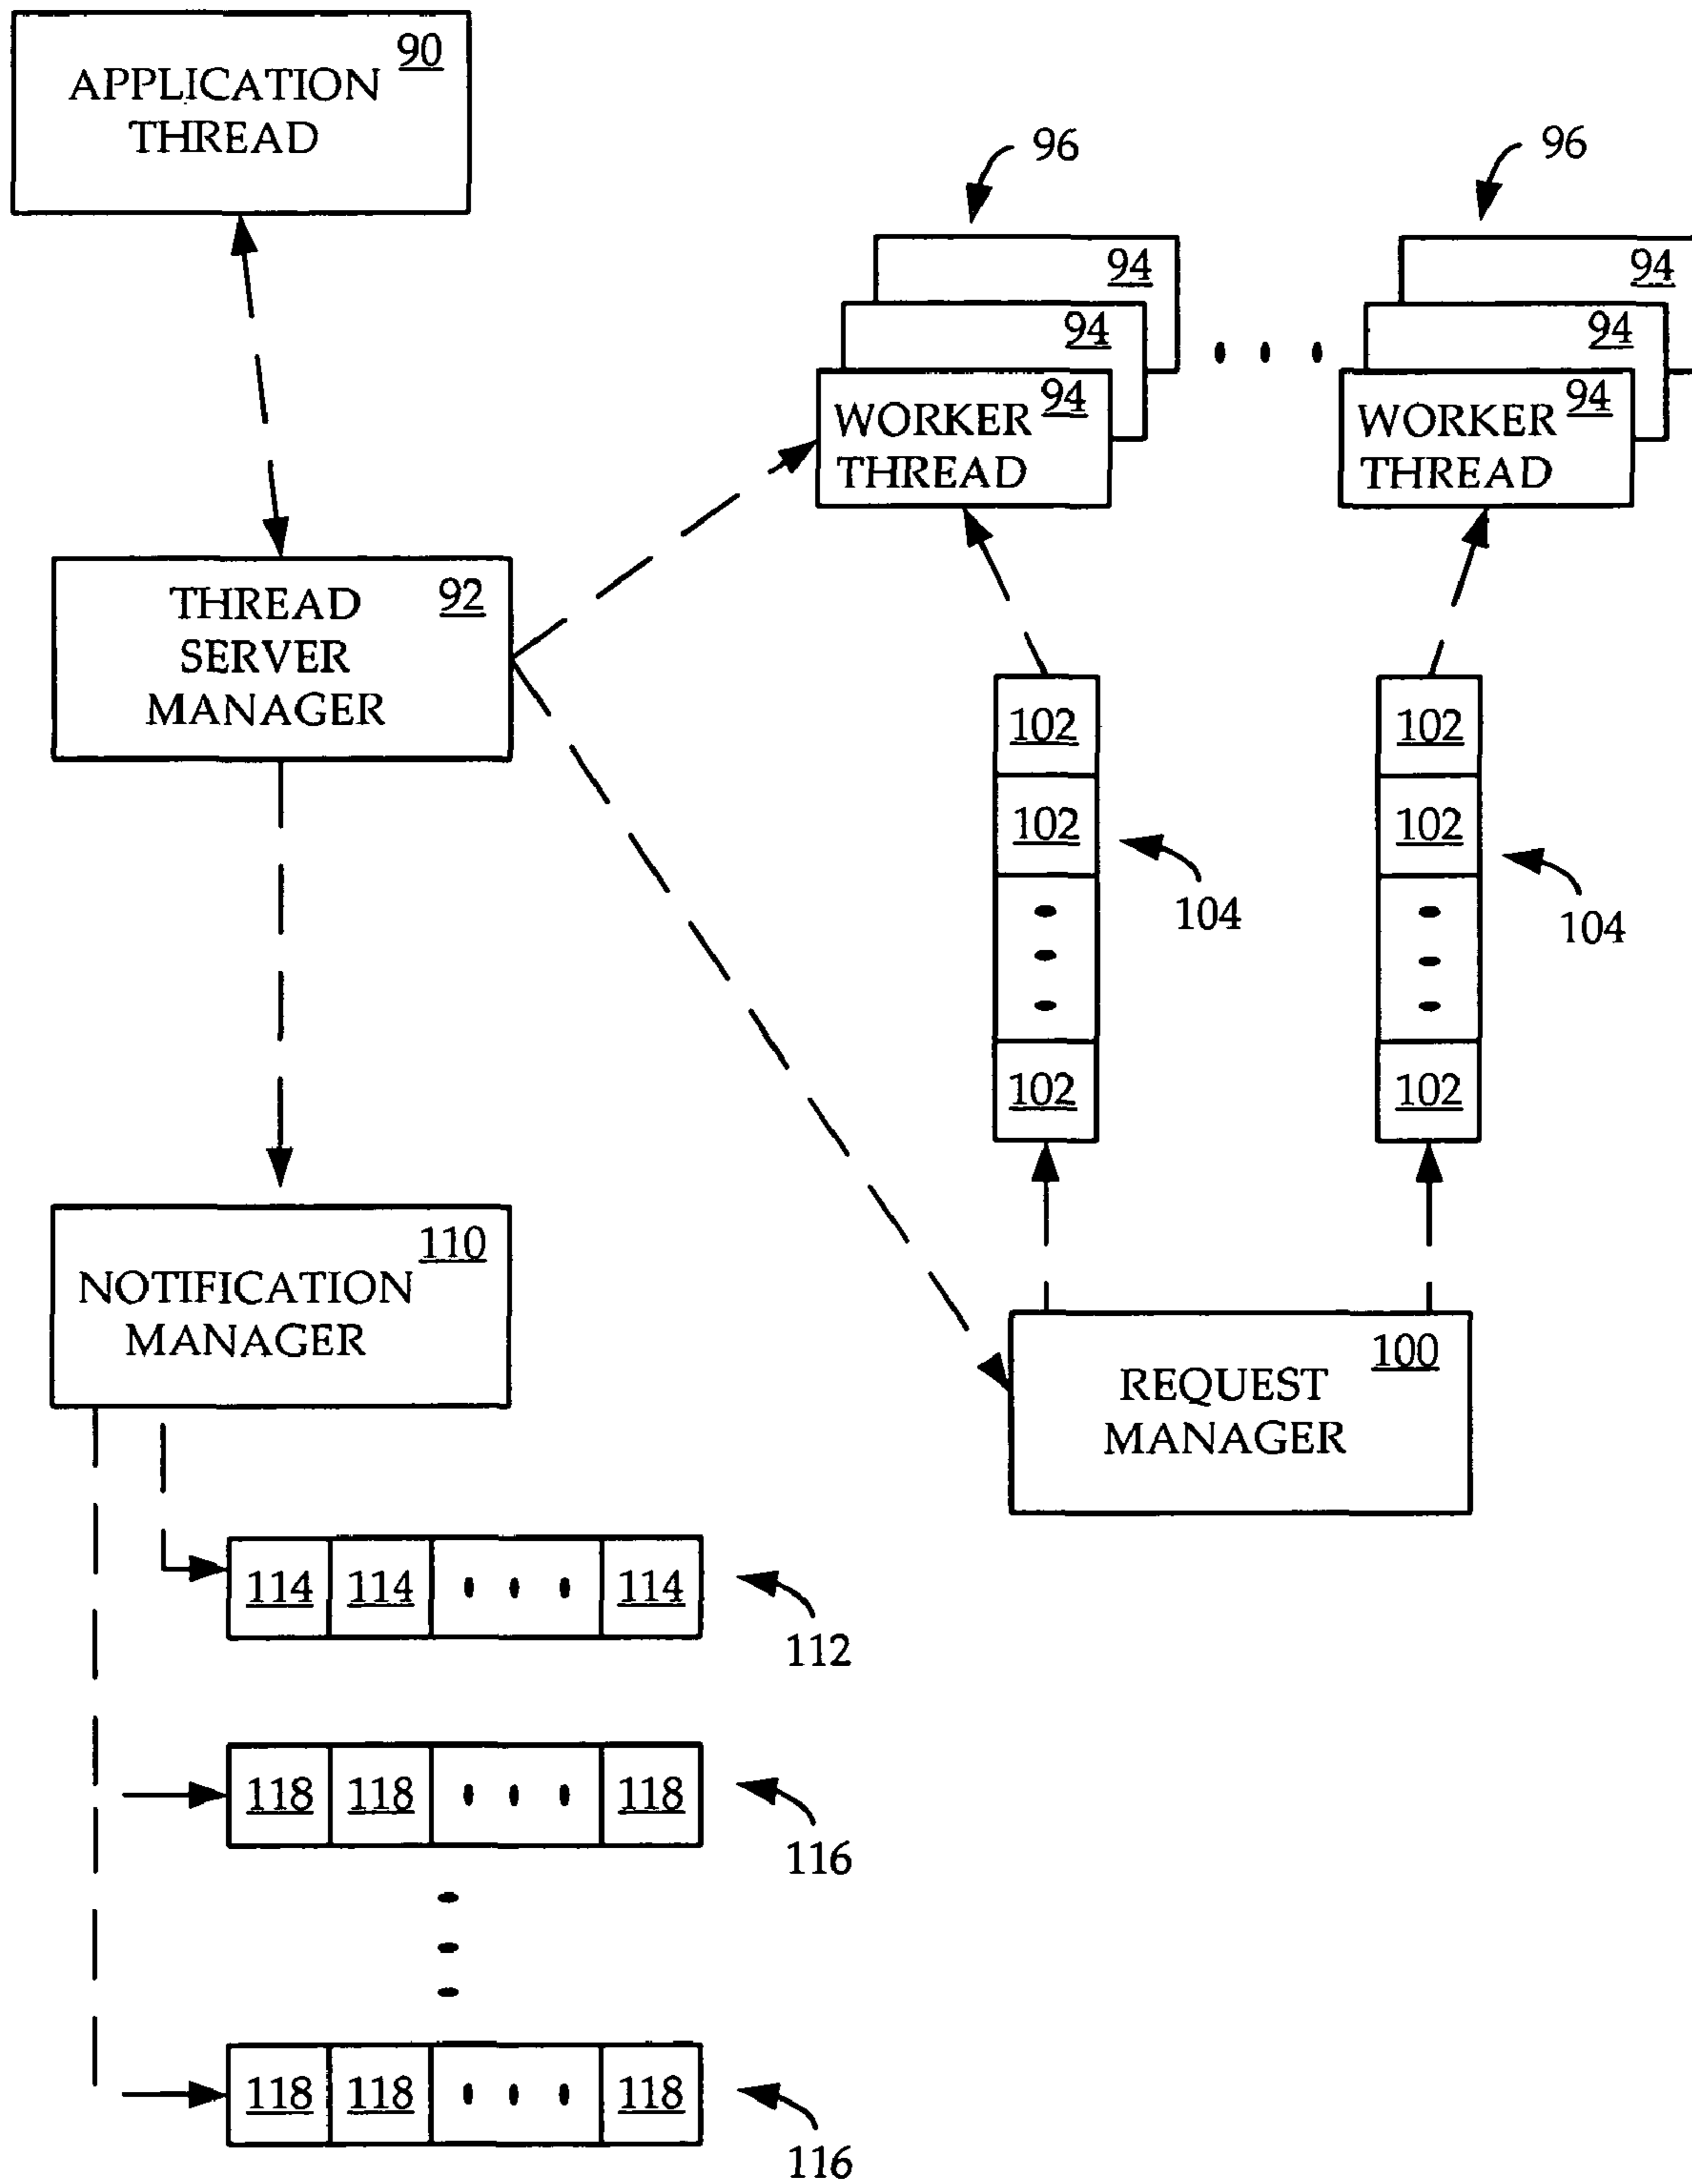 90
APPLICATION
THREAD
96
96
94
94
94
94
WORKER 94
THREAD
WORKER 94
THREAD
92
THREAD
SERVER
MANAGER
102
102
102
102
104
104
102
102
110
NOTIFICATION
MANAGER
100
REQUEST
MANAGER
114 114 114
112
118 118 118
116
118 118 118
116